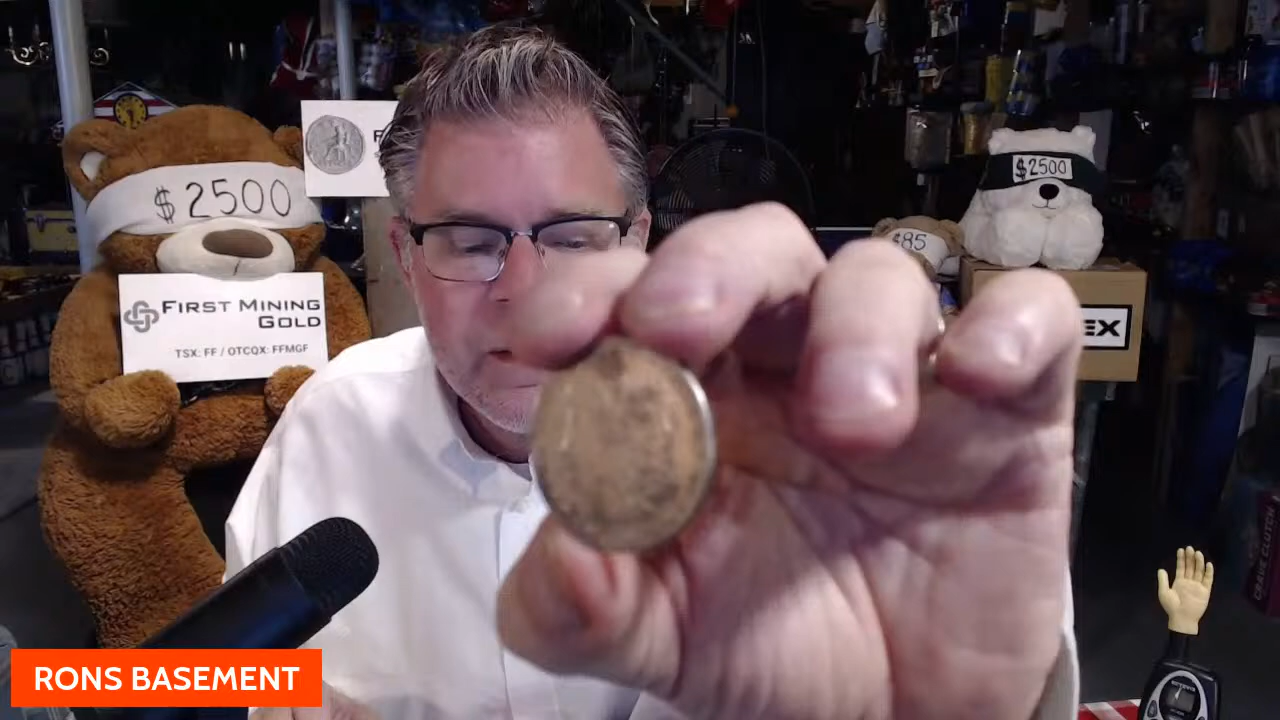 $2500
FIRST MINING
GOLD
TSX: FF / OTCQX: FFMGF
F
$2500
$85
EX
RONS BASEMENT